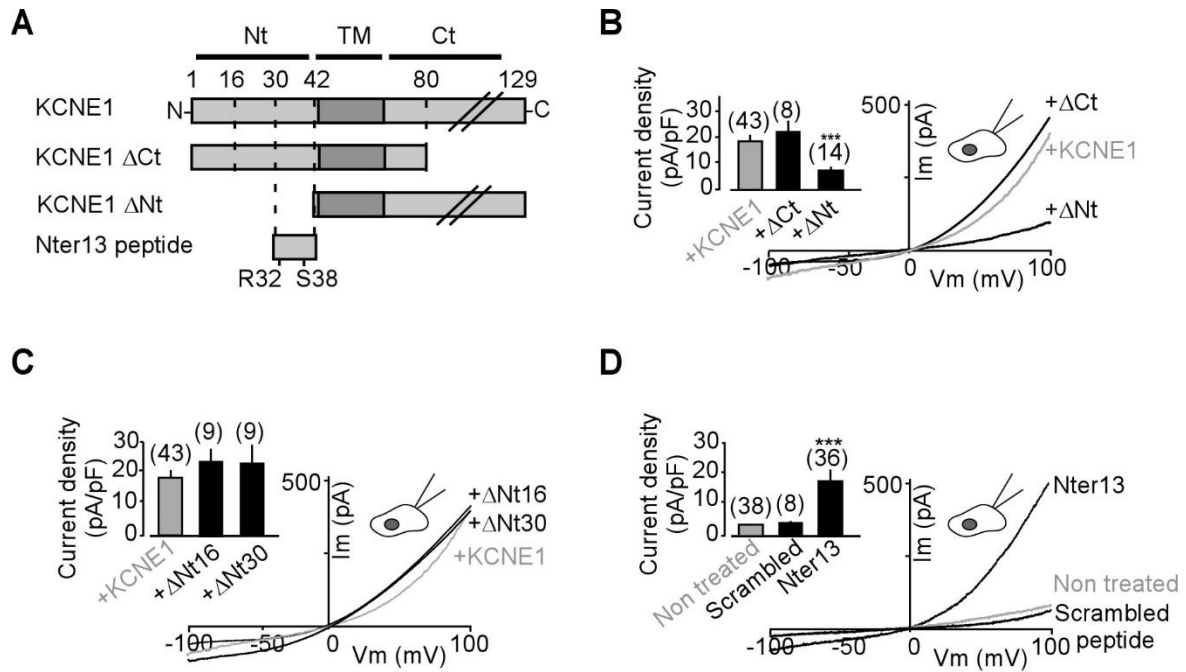 A
Nt TM Ct
1 16 30 42 80 129
KCNE1 N- -C
KCNE1 ΔCt
KCNE1 ΔNt
Nter13 peptide
R32 S38
B
Current density
(pA/pF)
30
20
10
0
(43)
(8)
***
(14)
+KCNE1
+ΔCt
+ΔNt
500
Im (pA)
+ΔCt
+KCNE1
+ΔNt
-100 -50 0 100
Vm (mV)
C
Current density
(pA/pF)
30
20
10
0
(43)
(9)
(9)
+KCNE1
+ΔNt16
+ΔNt30
500
Im (pA)
+ΔNt16
+ΔNt30
+KCNE1
-100 -50 0 100
Vm (mV)
D
Current density
(pA/pF)
30
20
10
0
(38)
(8)
***
(36)
Non treated
Scrambled
Nter13
500
Im (pA)
Nter13
Non treated
Scrambled
peptide
-100 -50 0 100
Vm (mV)